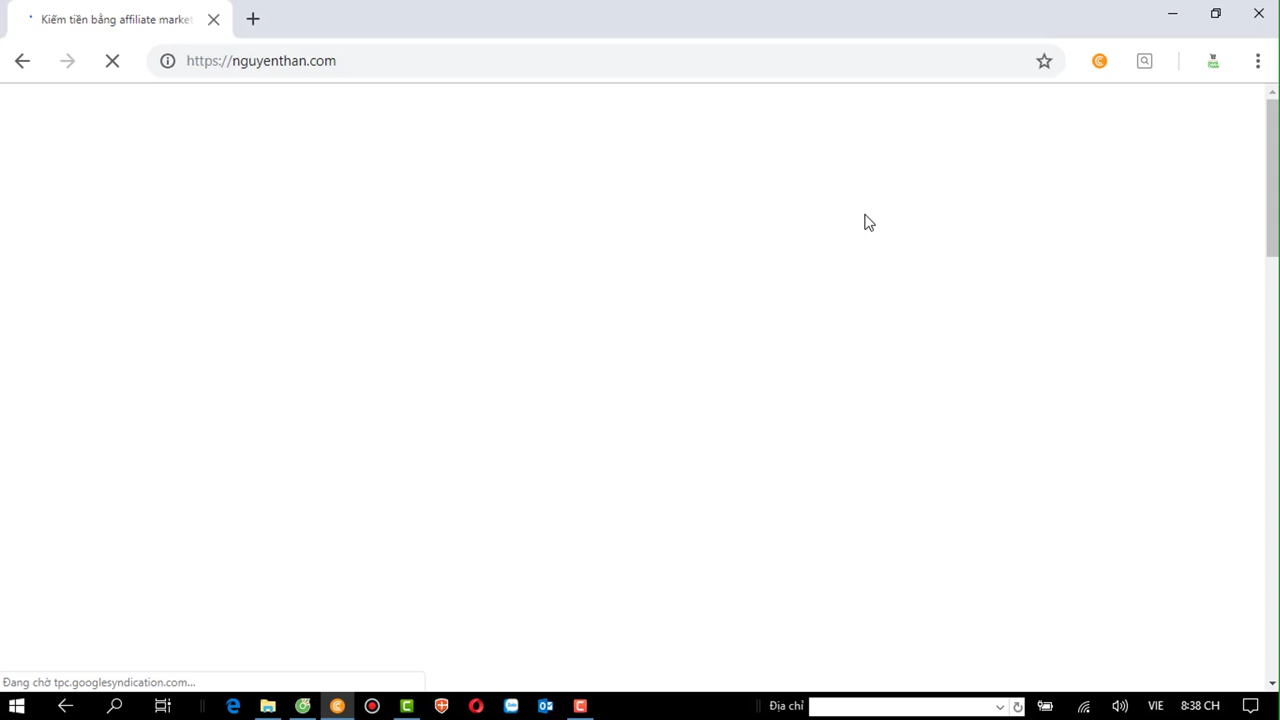 Kiếm tiền bằng affiliate market
https://nguyenthan.com
Đang chờ tpc.googlesyndication.com...
Địa chỉ
VIE
8:38 CH